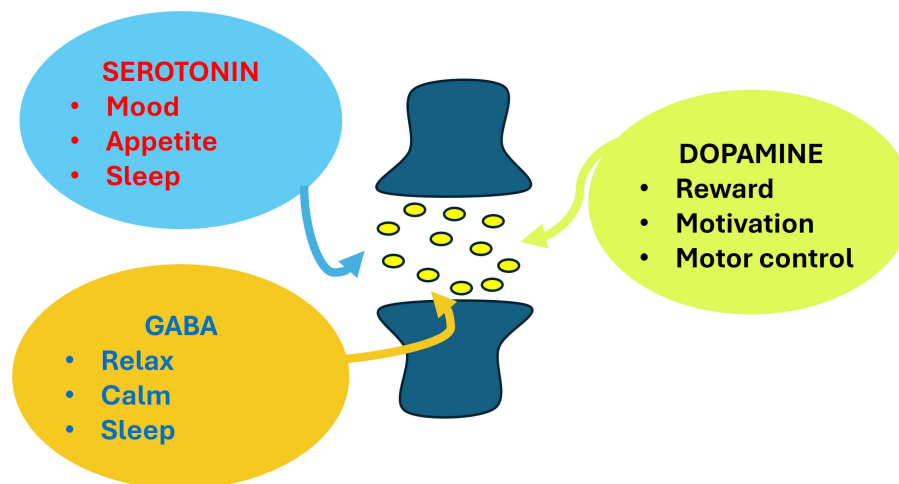 SEROTONIN
• Mood
• Appetite
• Sleep
DOPAMINE
• Reward
• Motivation
• Motor control
GABA
• Relax
• Calm
• Sleep